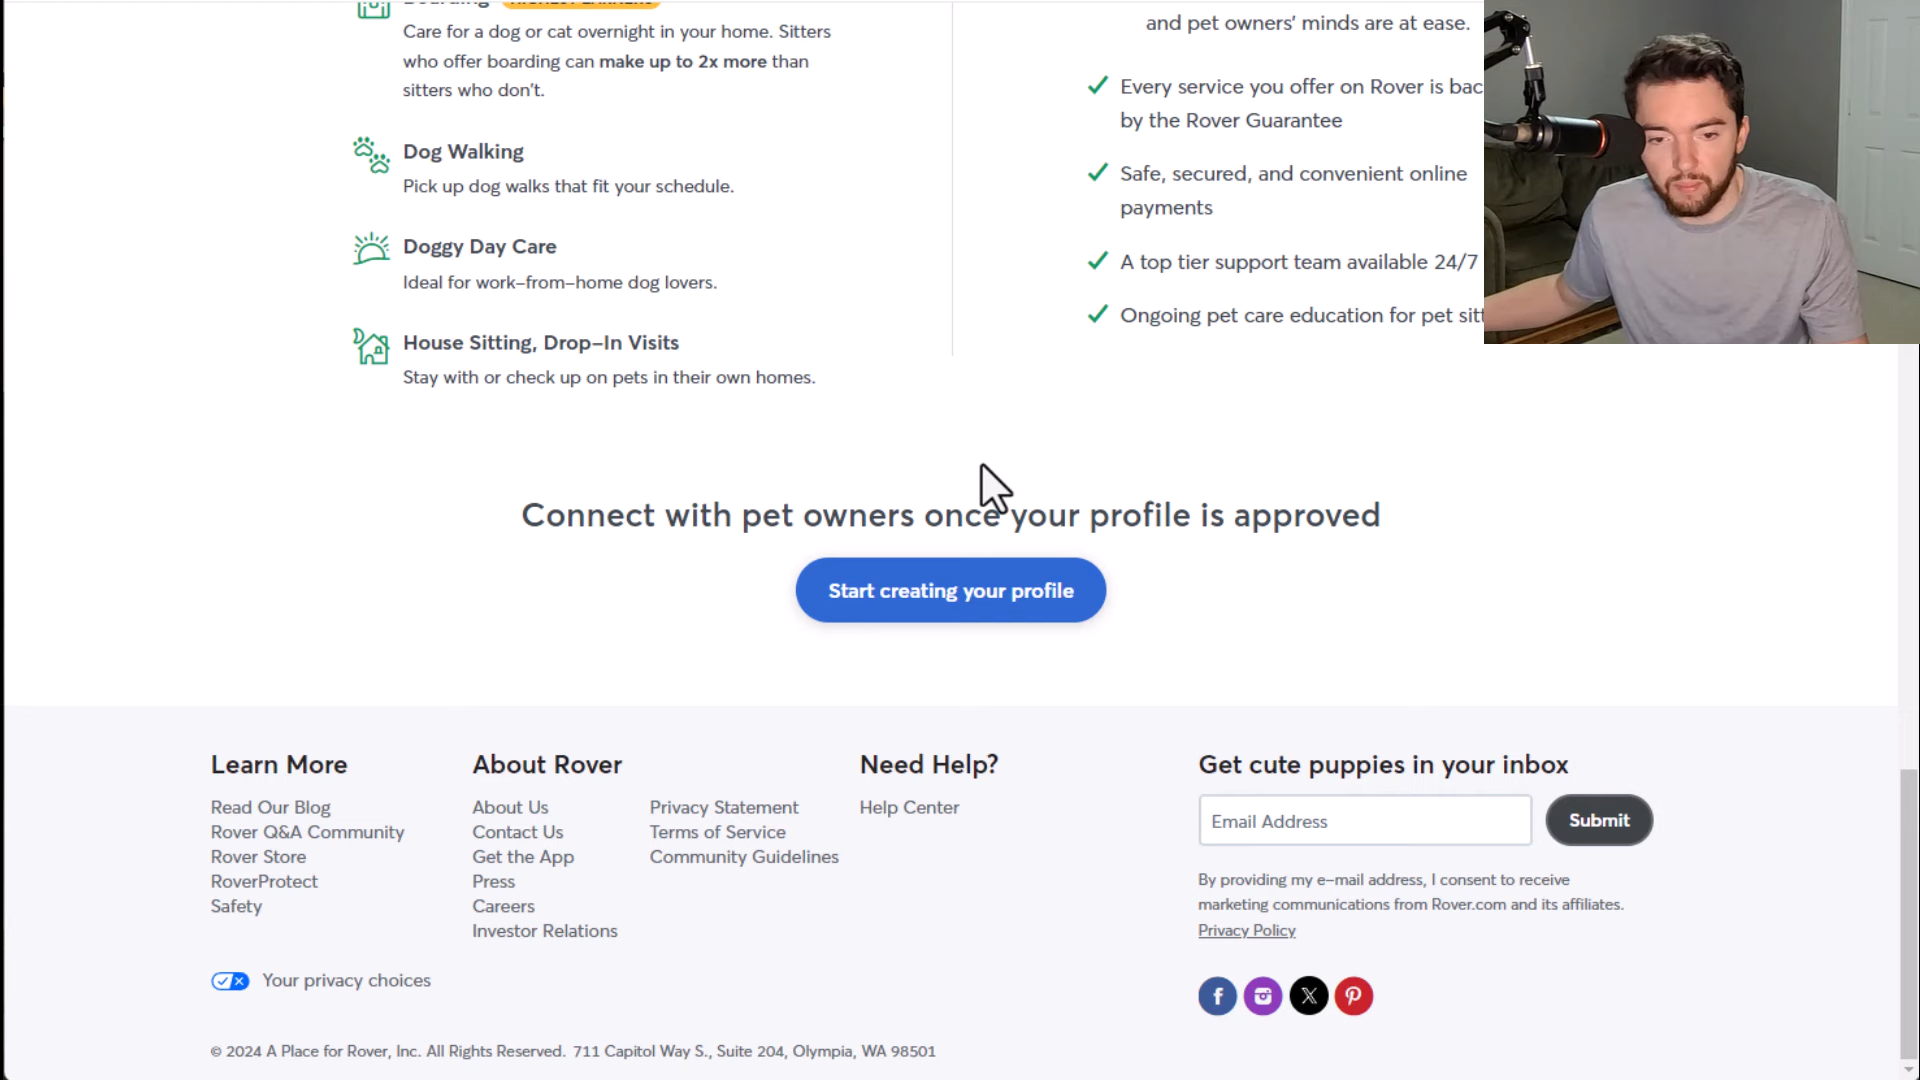 Boarding
Care for a dog or cat overnight in your home. Sitters
who offer boarding can make up to 2x more than
sitters who don't.
Dog Walking
Pick up dog walks that fit your schedule.
Doggy Day Care
Ideal for work-from-home dog lovers.
House Sitting, Drop-In Visits
Stay with or check up on pets in their own homes.
and pet owners' minds are at ease.
Every service you offer on Rover is
by the Rover Guarantee
Safe, secured, and convenient online
payments
A top tier support team available 24/7
Ongoing pet care education for pet
Connect with pet owners once your profile is approved
Start creating your profile
Learn More
Read Our Blog
Rover Q&A Community
Rover Store
RoverProtect
Safety
About Rover
About Us
Contact Us
Get the App
Press
Careers
Investor Relations
Privacy Statement
Terms of Service
Community Guidelines
Need Help?
Help Center
Get cute puppies in your inbox
Email Address
Submit
By providing my e-mail address, I consent to receive
marketing communications from Rover.com and its affiliates.
Privacy Policy
Your privacy choices
© 2024 A Place for Rover, Inc. All Rights Reserved. 711 Capitol Way S., Suite 204, Olympia, WA 98501